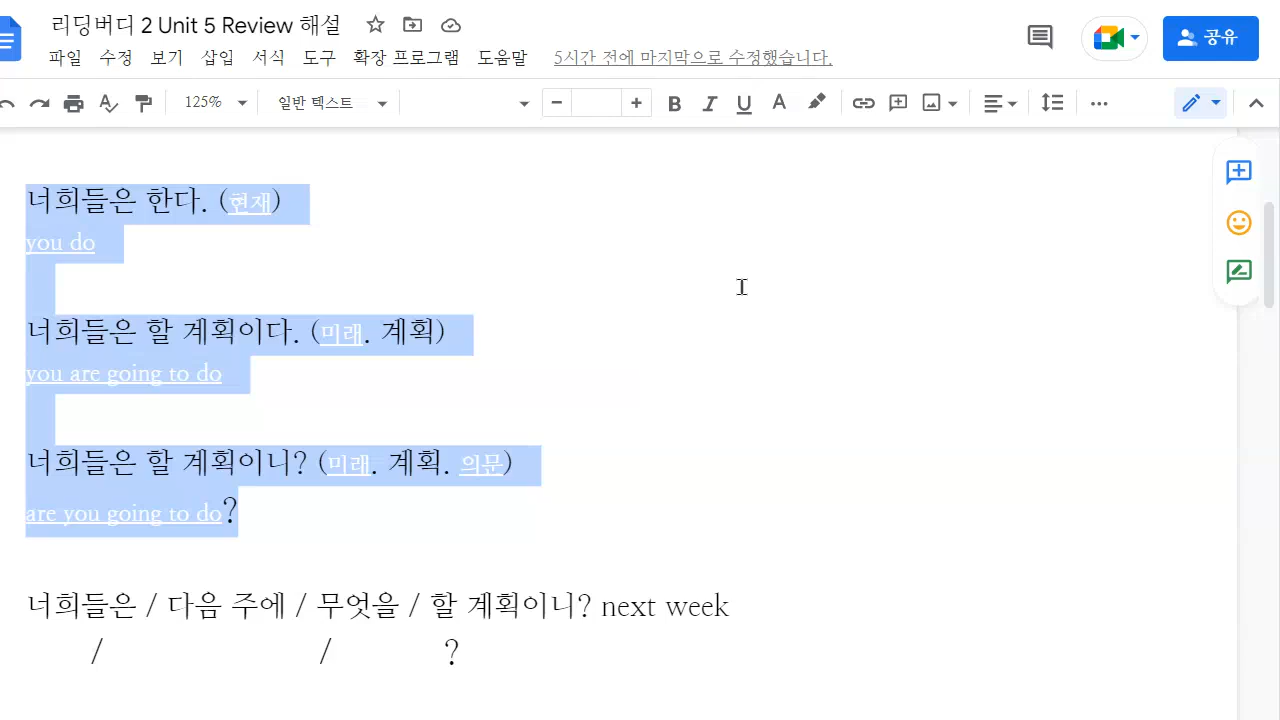 리딩버디 2 Unit 5 Review 해설
파일 수정 보기 삽입 서식 도구 확장 프로그램 도움말 5시간 전에 마지막으로 수정했습니다.
공유
125% 일반 텍스트 − + B I U A
너희들은 한다. (현재)
you do
너희들은 할 계획이다. (미래. 계획)
you are going to do
너희들은 할 계획이니? (미래. 계획. 의문)
are you going to do?
너희들은 / 다음 주에 / 무엇을 / 할 계획이니? next week
/ / ?